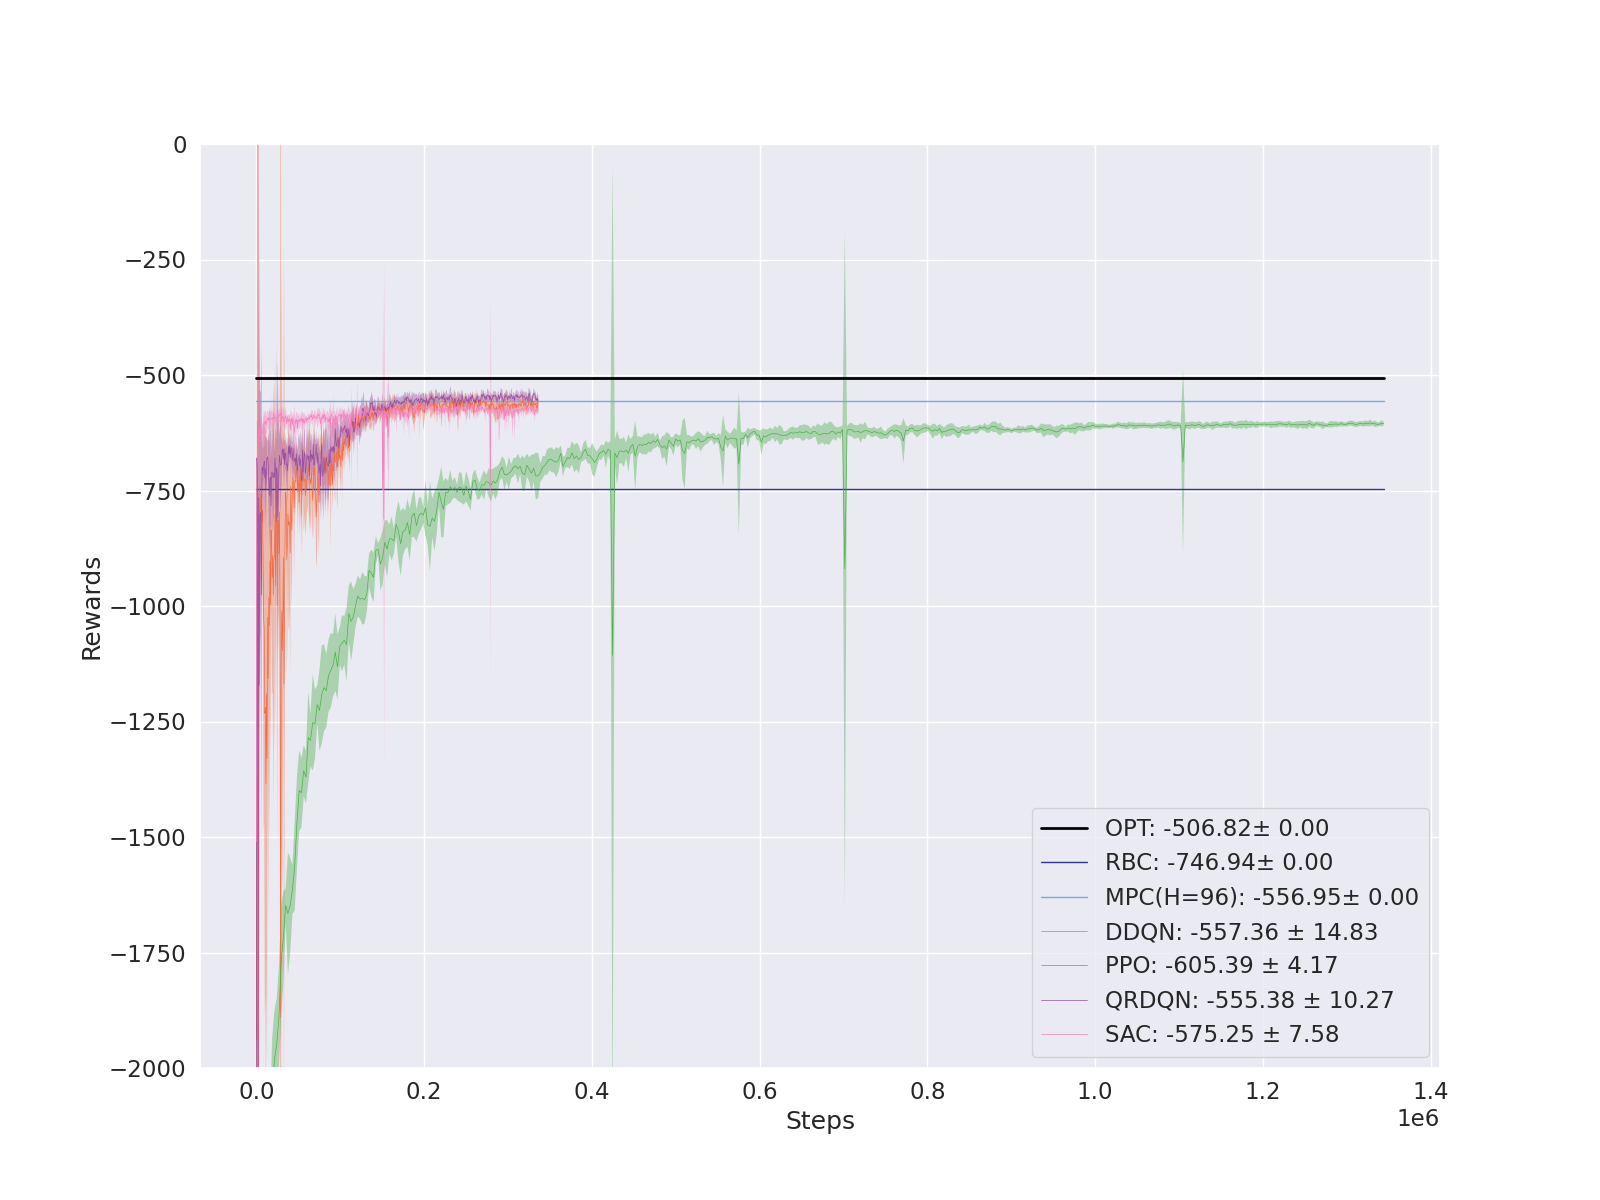 0
−250
−500
−750
−1000
−1250
−1500
−1750
−2000
Rewards
OPT: -506.82± 0.00
RBC: -746.94± 0.00
MPC(H=96): -556.95± 0.00
DDQN: -557.36 ± 14.83
PPO: -605.39 ± 4.17
QRDQN: -555.38 ± 10.27
SAC: -575.25 ± 7.58
0.0 0.2 0.4 0.6 0.8 1.0 1.2 1.4
1e6
Steps